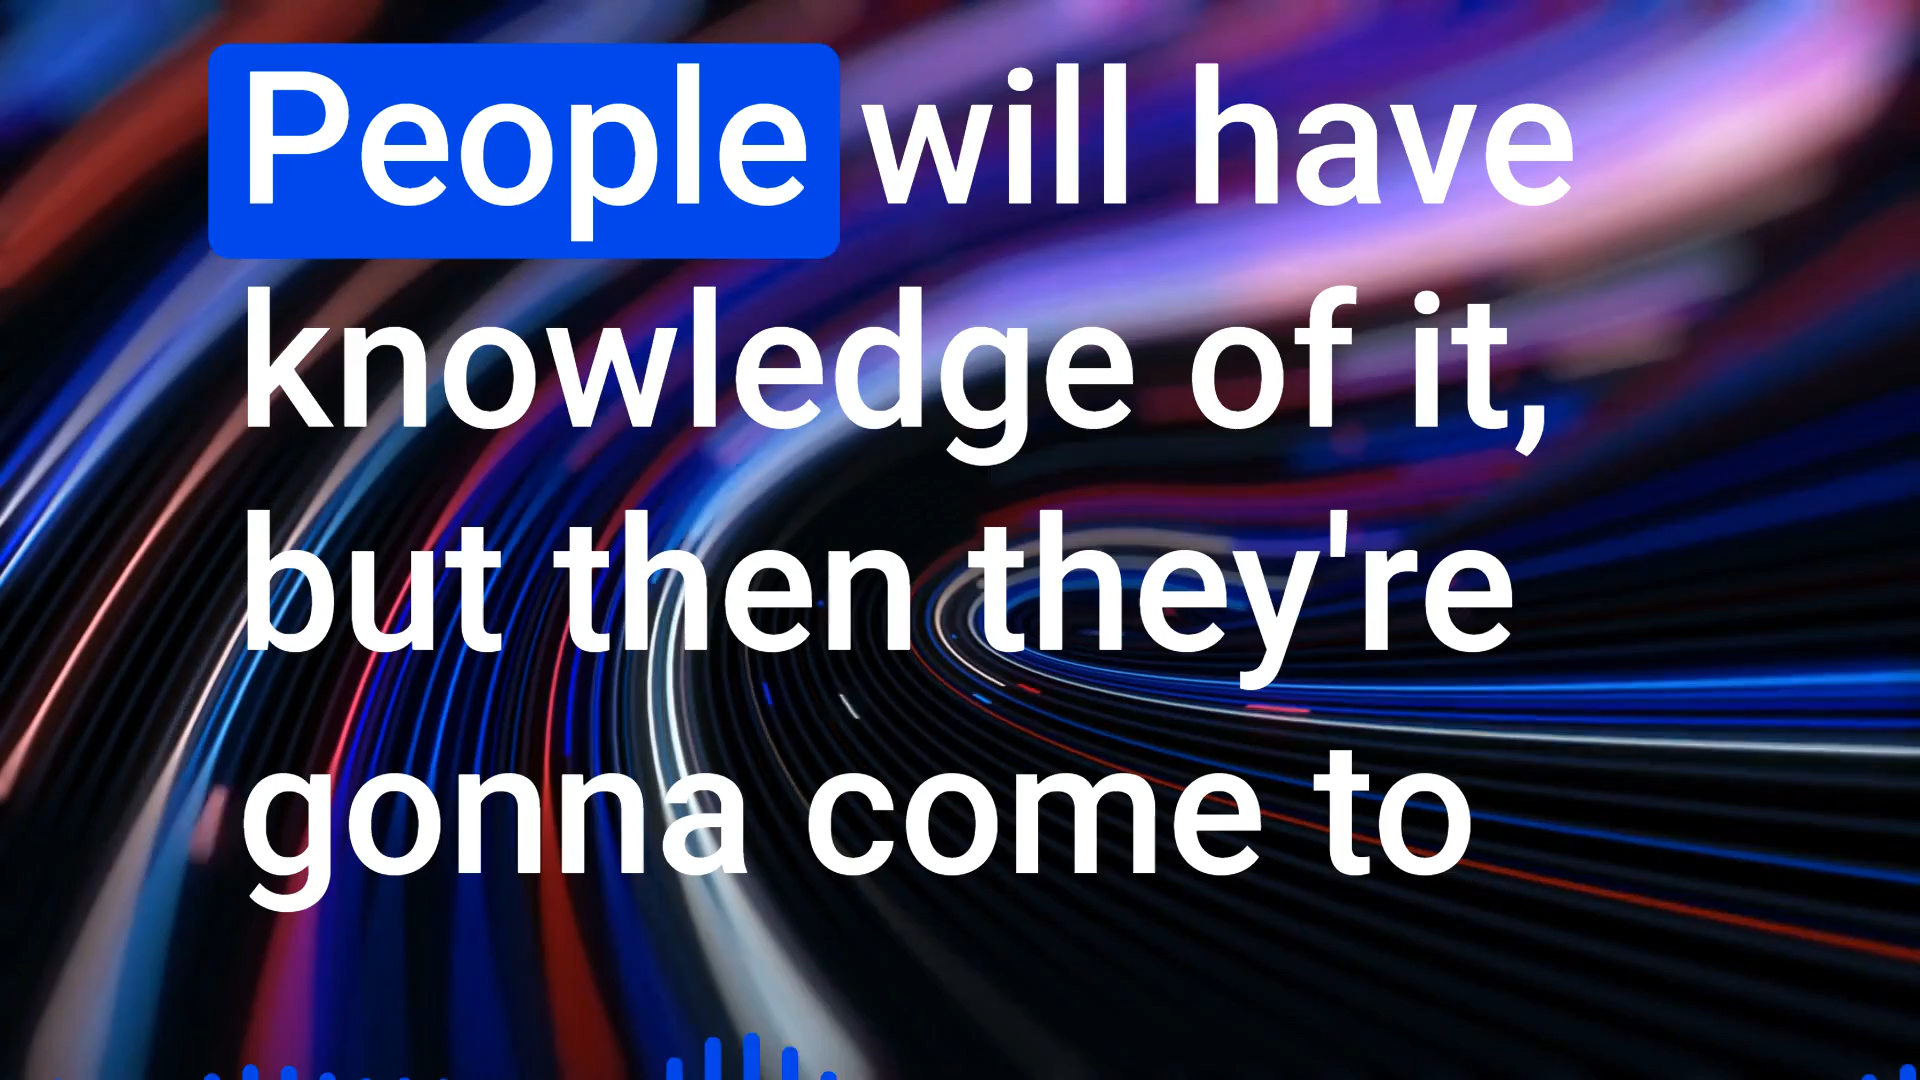 People will have
knowledge of it,
but then they're
gonna come to